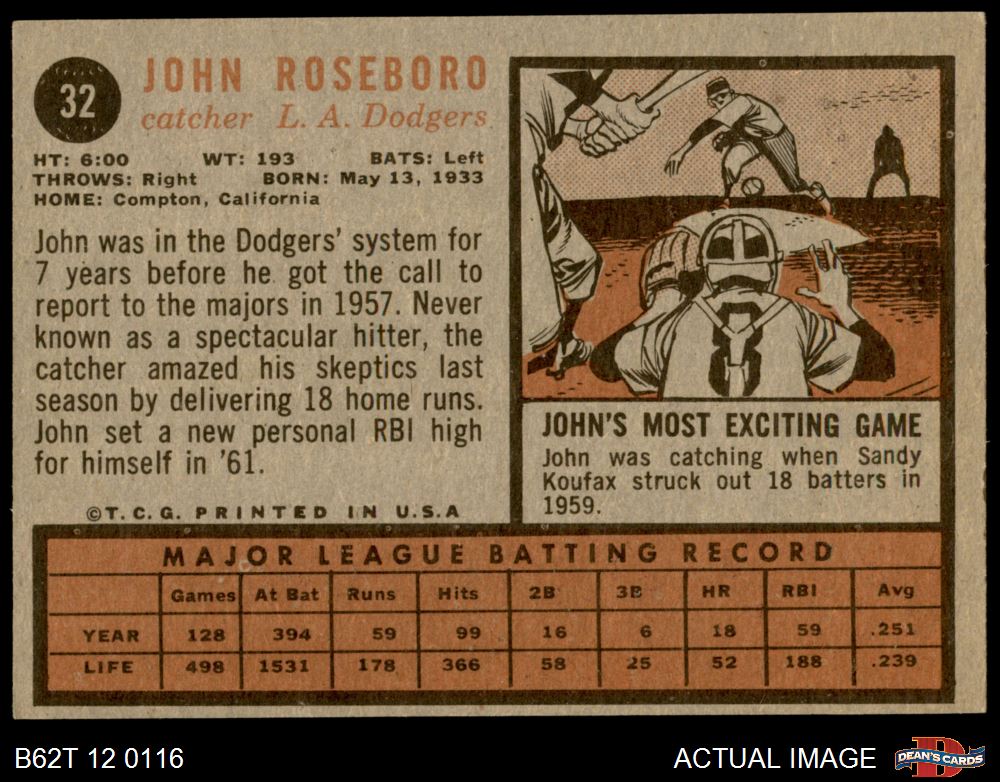 32
JOHN ROSEBORO
catcher L. A. Dodgers
HT: 6:00 WT: 193 BATS: Left
THROWS: Right BORN: May 13, 1933
HOME: Compton, California
John was in the Dodgers' system for
7 years before he got the call to
report to the majors in 1957. Never
known as a spectacular hitter, the
catcher amazed his skeptics last
season by delivering 18 home runs.
John set a new personal RBI high
for himself in '61.
©T. C. G. PRINTED IN U.S.A
8
JOHN'S MOST EXCITING GAME
John was catching when Sandy
Koufax struck out 18 batters in
1959.
MAJOR LEAGUE BATTING RECORD
Games At Bat Runs Hits 2B 3B HR RBI Avg
YEAR 128 394 59 99 16 6 18 59 .251
LIFE 498 1531 178 366 58 25 52 188 .239
B62T 12 0116
ACTUAL IMAGE
D
DEAN'S CARDS